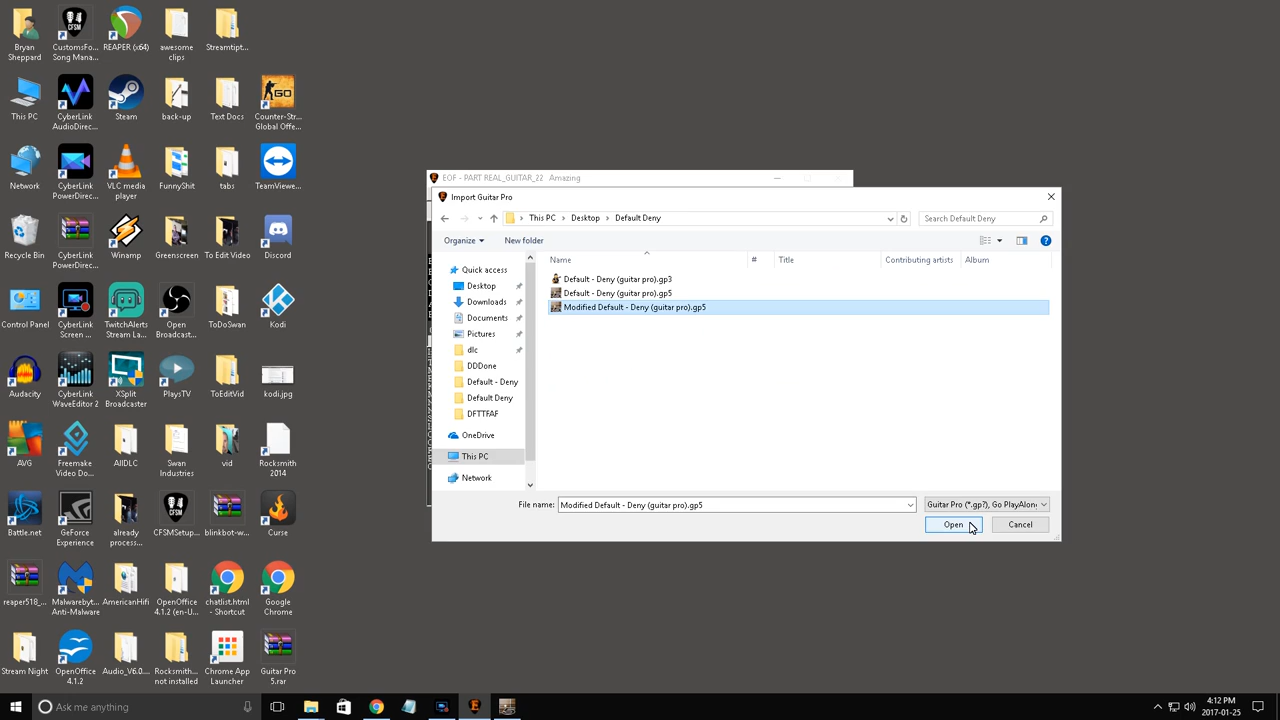 Bryan
Sheppard
CustomsFo...
Song Mana...
REAPER (x64)
awesome
clips
Streamtipt...
This PC
CyberLink
AudioDirec...
Steam
back-up
Text Docs
GO
Counter-Str...
Global Offe...
Network
CyberLink
PowerDirec...
VLC media
player
FunnyShit
tabs
TeamViewe...
Recycle Bin
CyberLink
PowerDirec...
Winamp
Greenscreen
To Edit Video
Discord
Control Panel
CyberLink
Screen ...
TwitchAlerts
Stream La...
Open
Broadcast...
ToDoSwan
Kodi
Audacity
CyberLink
WaveEditor 2
XSplit
Broadcaster
PlaysTV
ToEditVid
kodi.jpg
AVG
Freemake
Video Do...
AllDLC
Swan
Industries
vid
Rocksmith
2014
Battle.net
GeForce
Experience
already
process...
CFSMSetup...
blinkbot-w...
Curse
reaper518_...
Malwarebyt...
Anti-Malware
AmericanHifi
OpenOffice
4.1.2 (en-U...
chatlist.html
- Shortcut
Google
Chrome
Stream Night
OpenOffice
4.1.2
Audio_V6.0....
Rocksmith...
not installed
Chrome App
Launcher
Guitar Pro
5.rar
EOF - PART REAL_GUITAR_22   Amazing
Import Guitar Pro
This PC > Desktop > Default Deny
Search Default Deny
Organize
New folder
Name
#
Title
Contributing artists
Album
Quick access
Desktop
Downloads
Documents
Pictures
dlc
DDDone
Default - Deny
Default Deny
DFTTFAF
OneDrive
This PC
Network
Default - Deny (guitar pro).gp3
Default - Deny (guitar pro).gp5
Modified Default - Deny (guitar pro).gp5
File name:
Modified Default - Deny (guitar pro).gp5
Guitar Pro (*.gp?), Go PlayAlong
Open
Cancel
Ask me anything
4:12 PM
2017-01-25